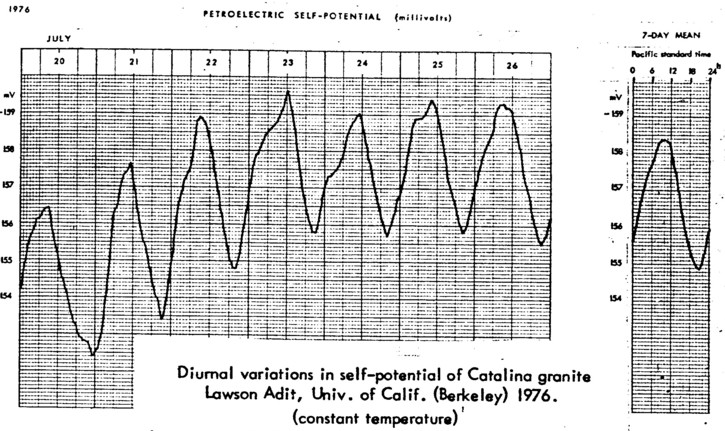 1976
PETROELECTRIC SELF-POTENTIAL (millivolts)
JULY
20 21 22 23 24 25 26
mV
-159
158
157
156
155
154
7-DAY MEAN
Pacific standard time
0 6 12 18 24h
mV
-159
158
157
156
155
154
Diurnal variations in self-potential of Catalina granite
Lawson Adit, Univ. of Calif. (Berkeley) 1976.
(constant temperature)